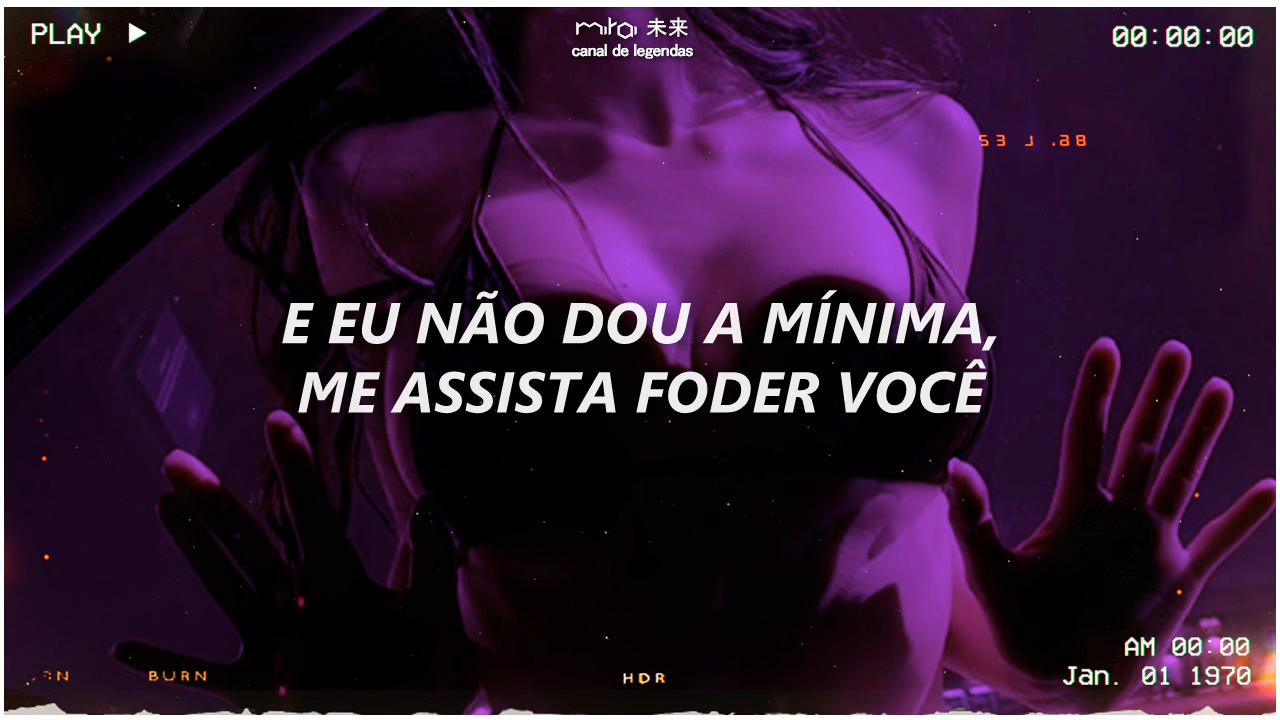 PLAY
mirai 未来
canal de legendas
00:00:00
E EU NÃO DOU A MÍNIMA,
ME ASSISTA FODER VOCÊ
BURN
HDR
AM 00:00
Jan. 01 1970